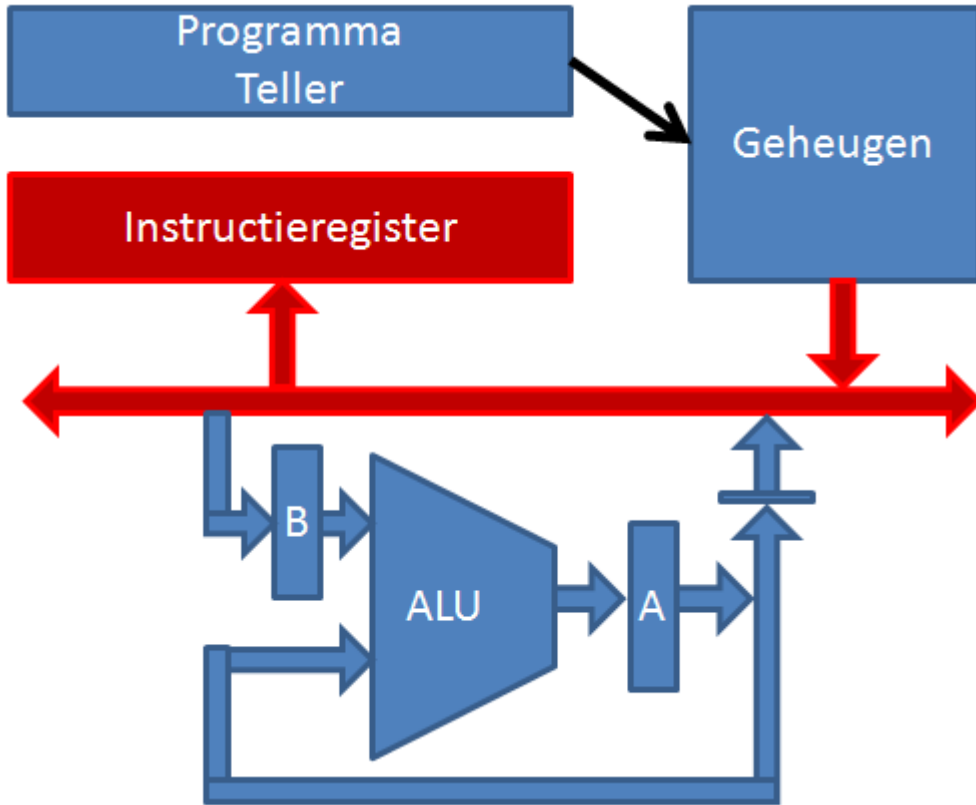 Programma
Teller
Geheugen
Instructieregister
B
ALU
A